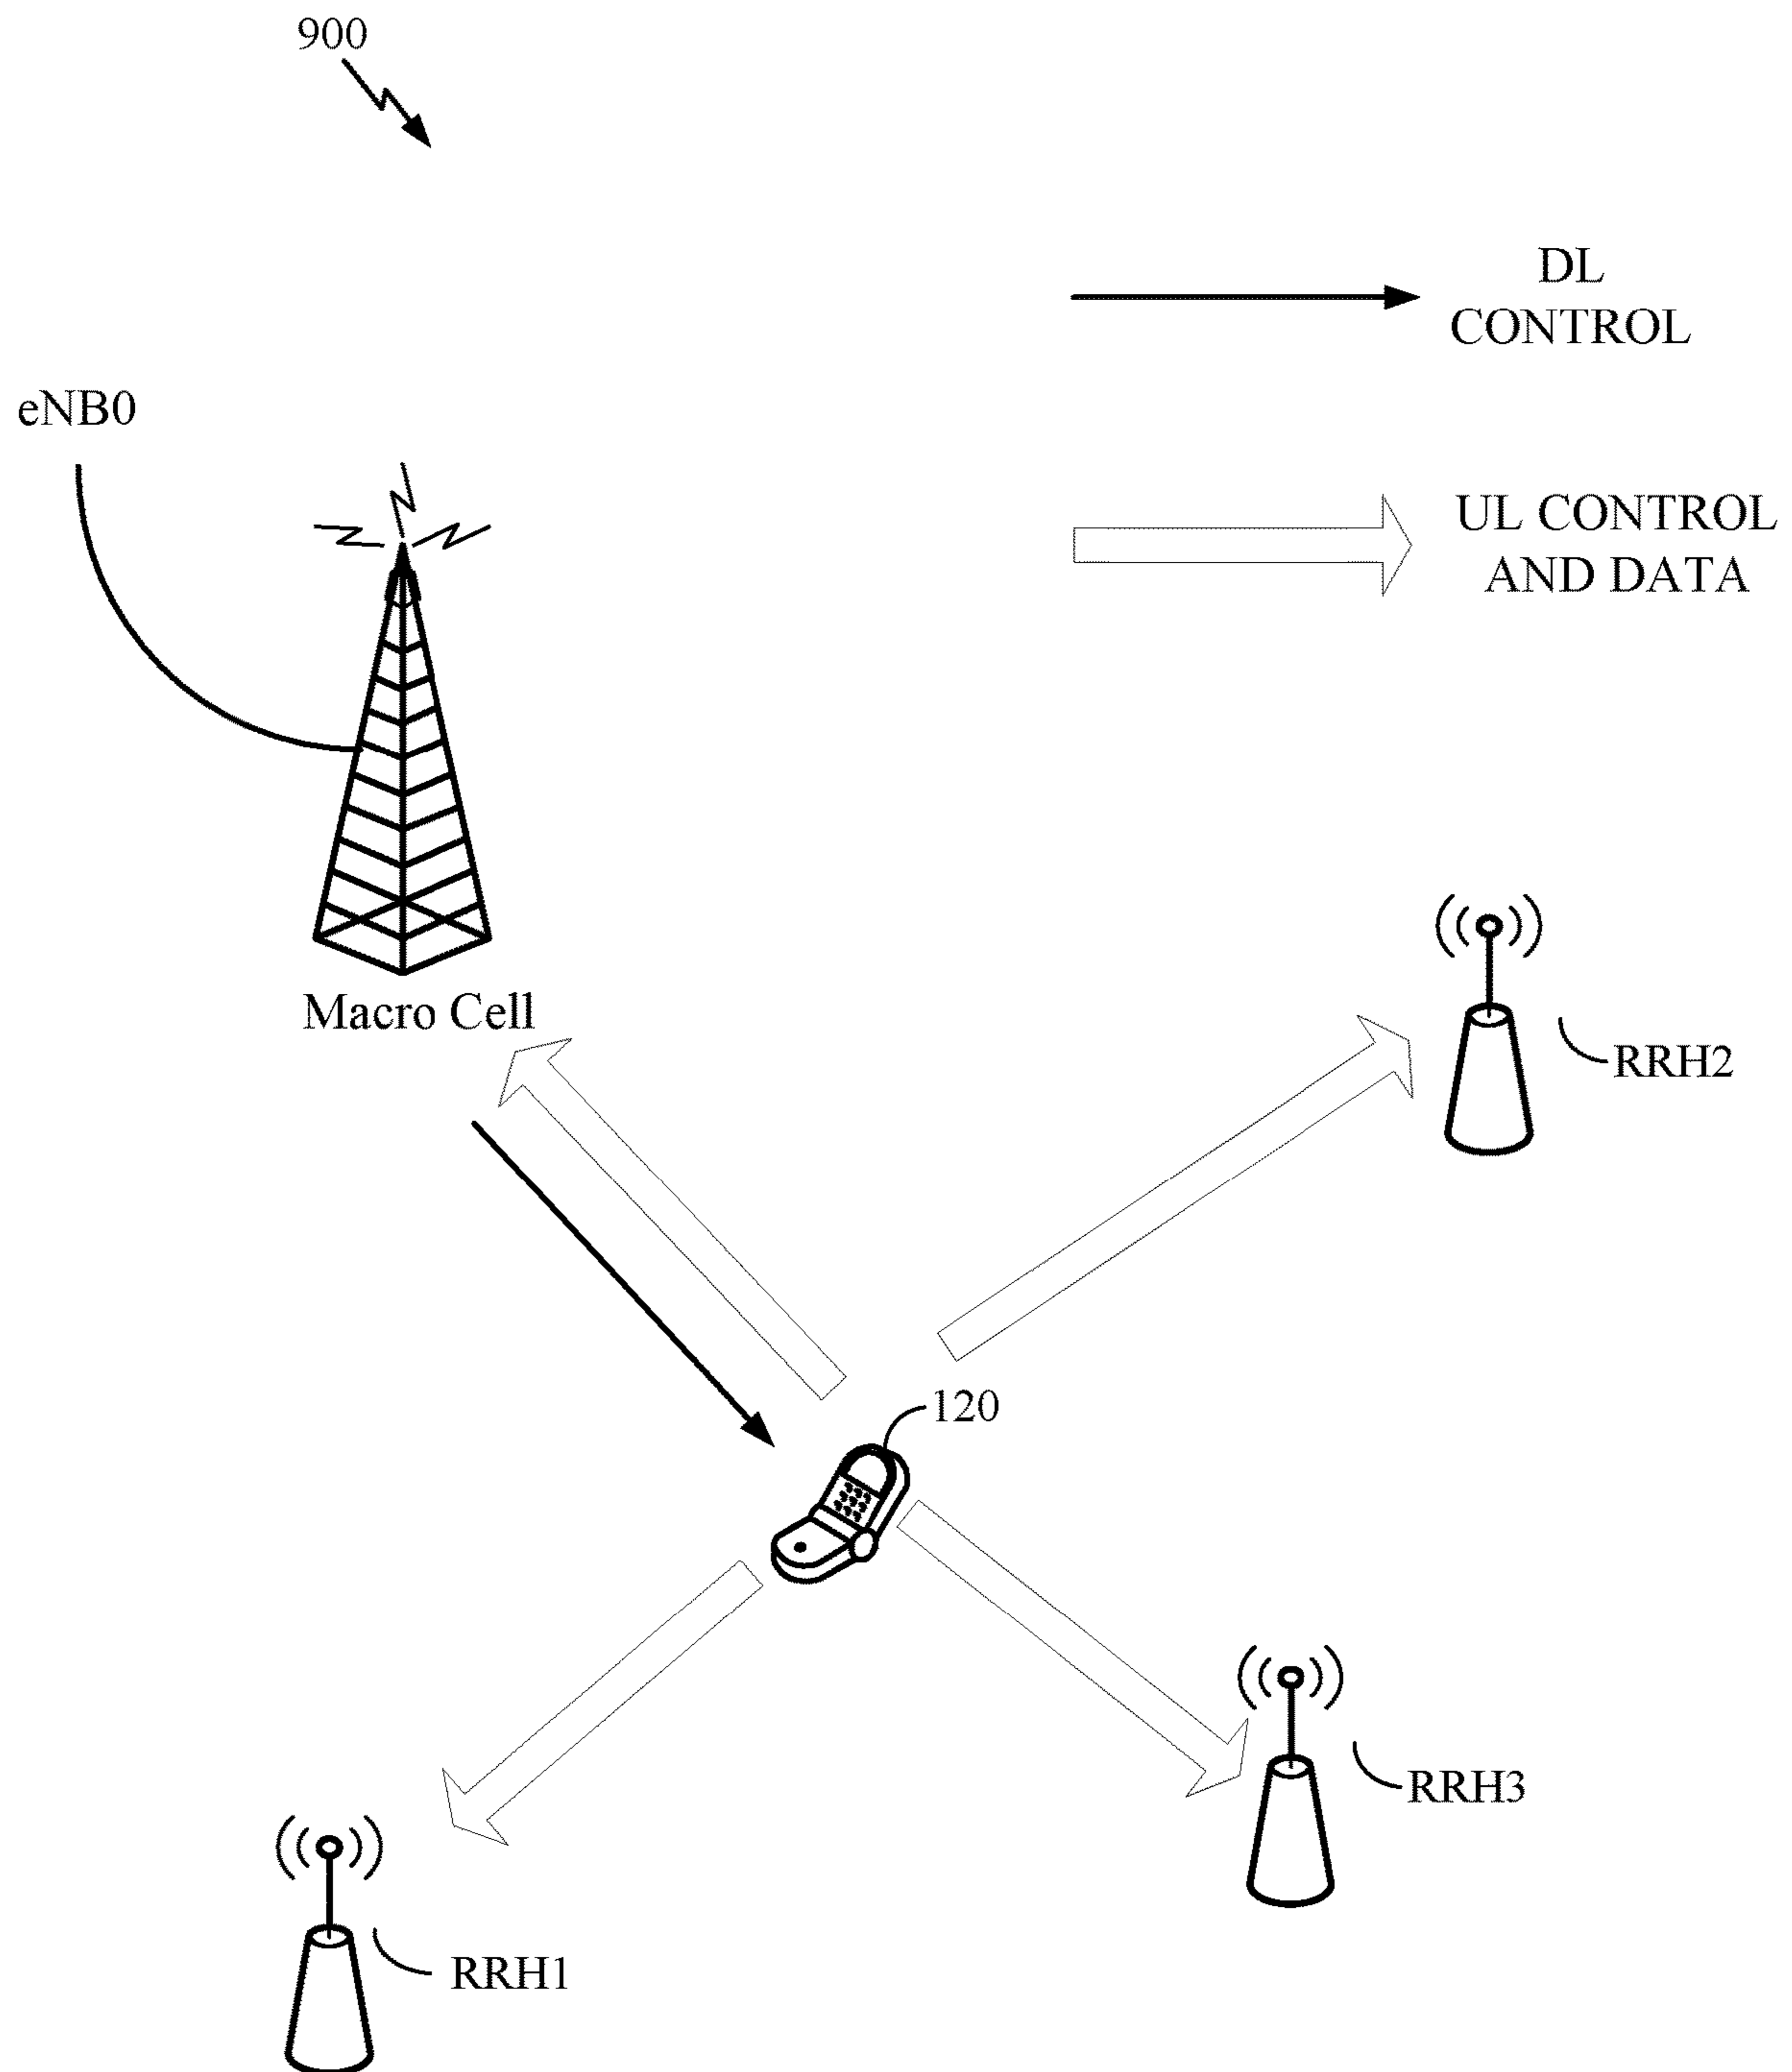 900
DL
CONTROL
eNB0
UL CONTROL
AND DATA
Macro Cell
RRH2
120
RRH3
RRH1